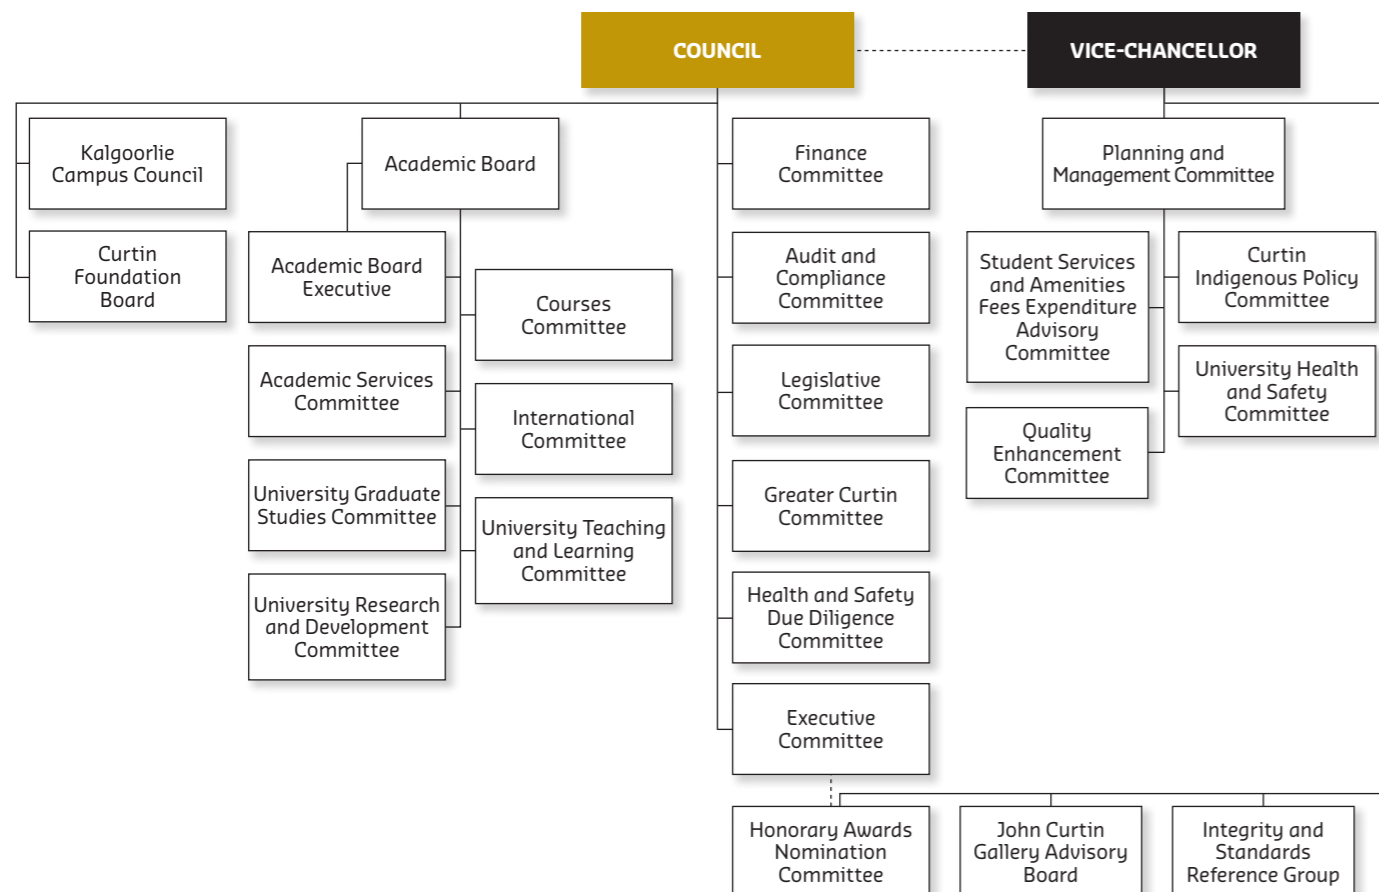 COUNCIL
VICE-CHANCELLOR
Kalgoorlie
Campus Council
Curtin
Foundation
Board
Academic Board
Academic Board
Executive
Courses
Committee
Academic Services
Committee
International
Committee
University Graduate
Studies Committee
University Teaching
and Learning
Committee
University Research
and Development
Committee
Finance
Committee
Audit and
Compliance
Committee
Legislative
Committee
Greater Curtin
Committee
Health and Safety
Due Diligence
Committee
Executive
Committee
Planning and
Management Committee
Student Services
and Amenities
Fees Expenditure
Advisory
Committee
Curtin
Indigenous Policy
Committee
University Health
and Safety
Committee
Quality
Enhancement
Committee
Honorary Awards
Nomination
Committee
John Curtin
Gallery Advisory
Board
Integrity and
Standards
Reference Group